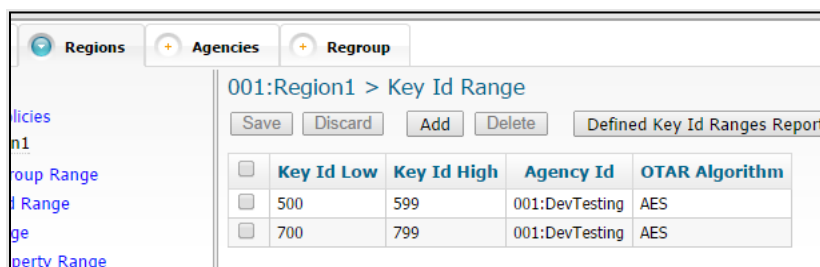 Regions Agencies Regroup
001:Region1 > Key Id Range
Save Discard Add Delete Defined Key Id Ranges Report
Key Id Low Key Id High Agency Id OTAR Algorithm
500 599 001:DevTesting AES
700 799 001:DevTesting AES
licies
n1
roup Range
Range
ge
perty Range